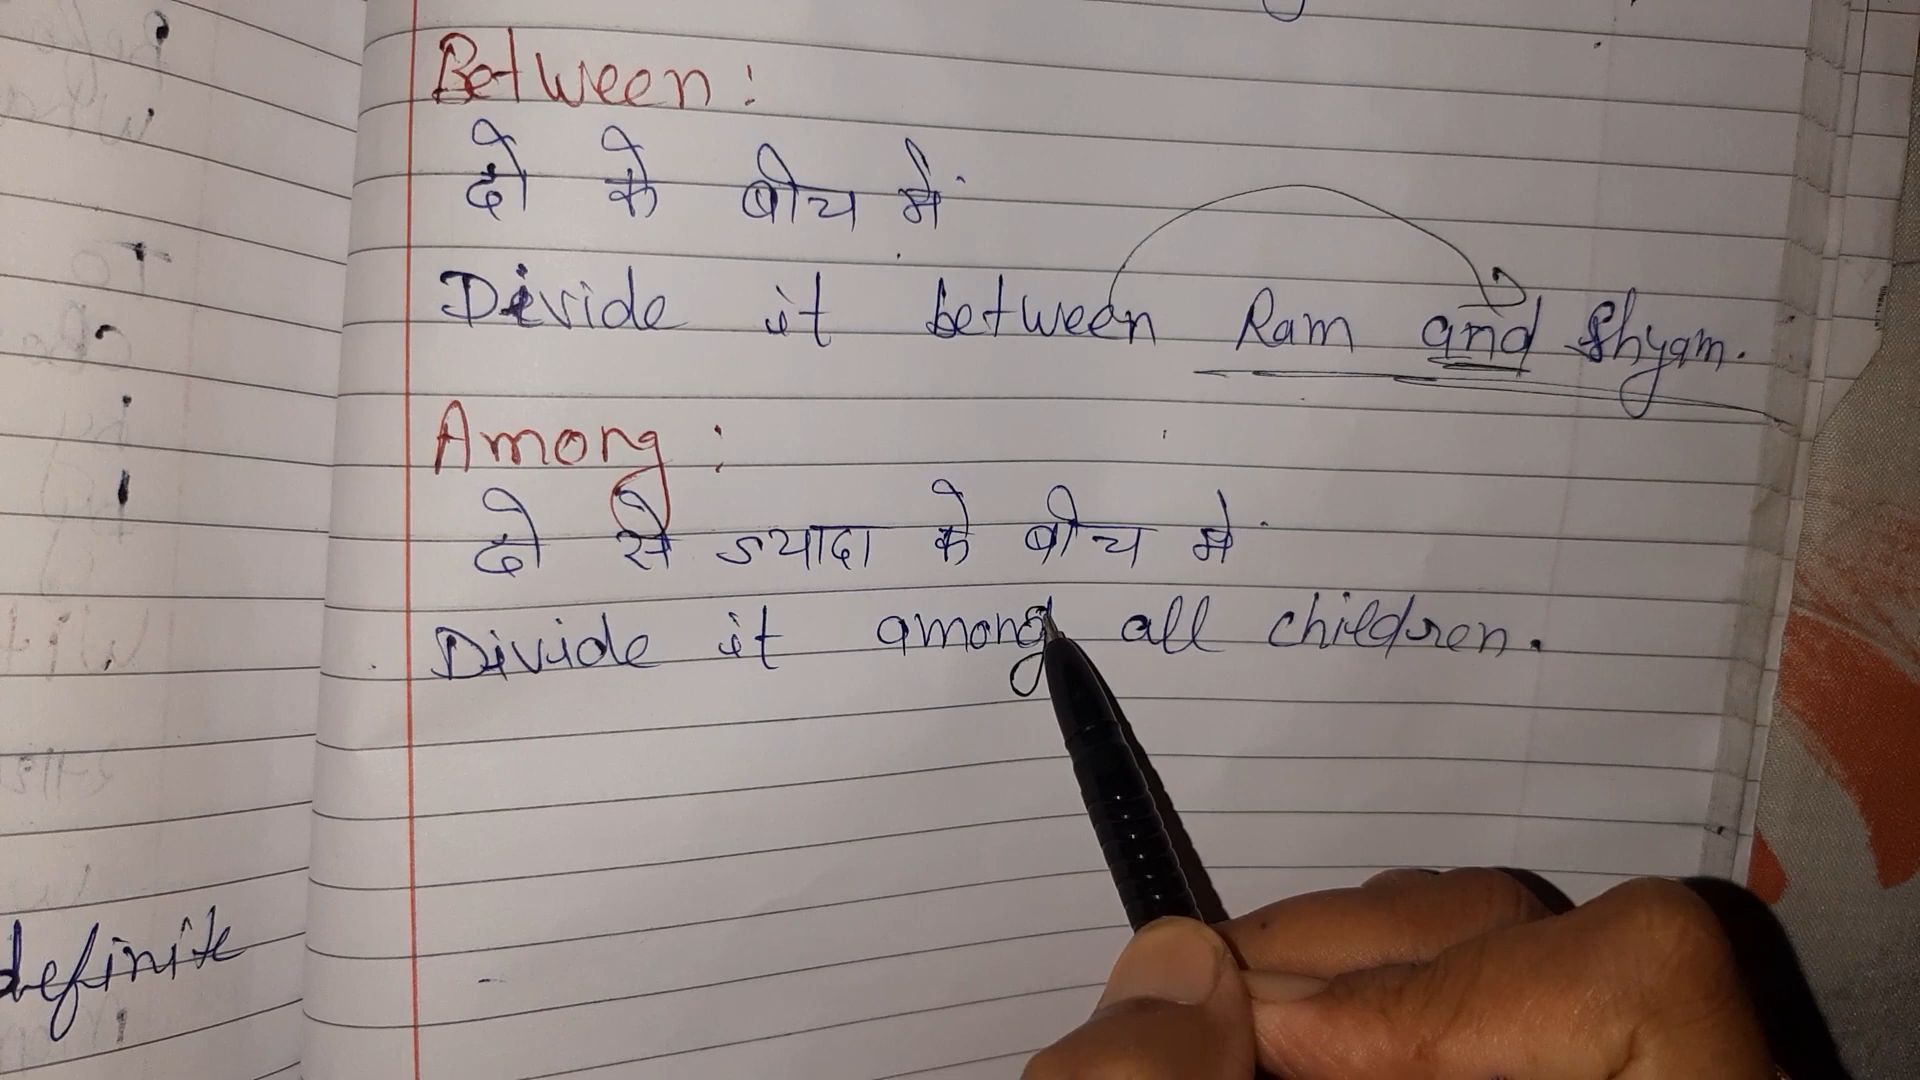 Between :
दो के बीच में
Divide it between Ram and Shyam.
Among :
दो से ज्यादा के बीच में
Divide it among all children.
definite